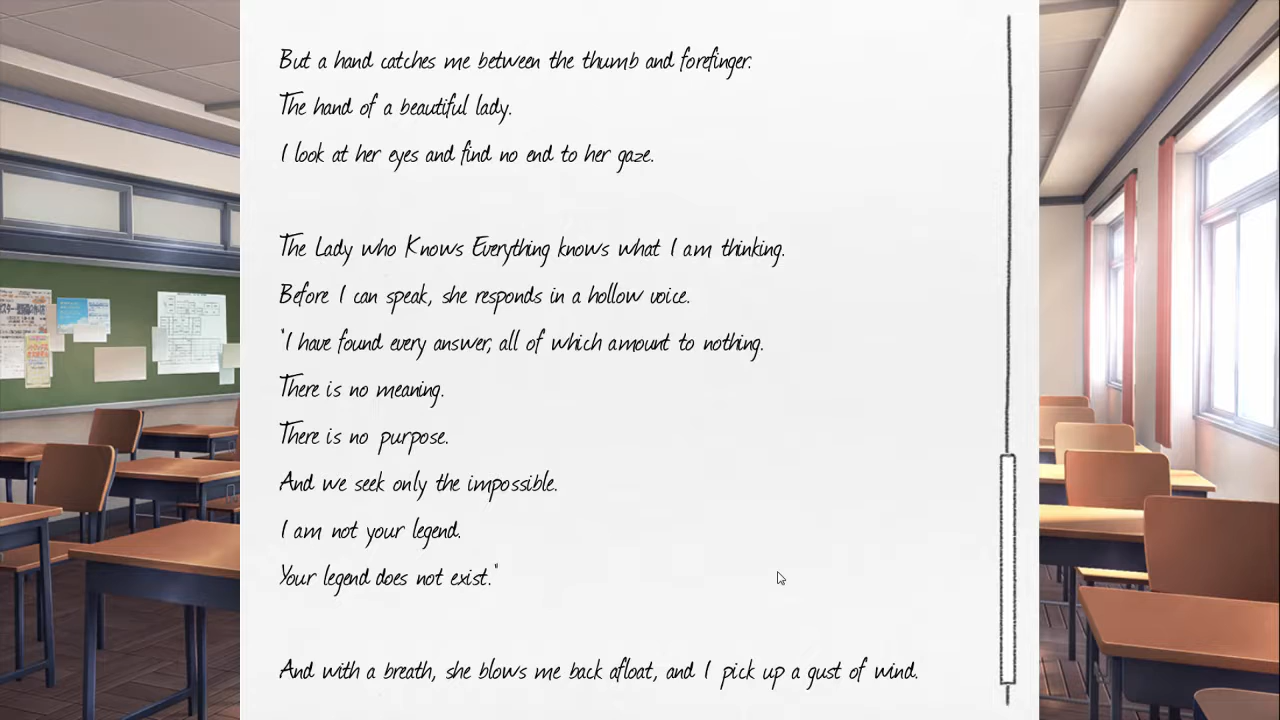 But a hand catches me between the thumb and forefinger.
The hand of a beautiful lady.
I look at her eyes and find no end to her gaze.
The Lady who Knows Everything knows what I am thinking.
Before I can speak, she responds in a hollow voice.
"I have found every answer, all of which amount to nothing.
There is no meaning.
There is no purpose.
And we seek only the impossible.
I am not your legend.
Your legend does not exist."
And with a breath, she blows me back afloat, and I pick up a gust of wind.